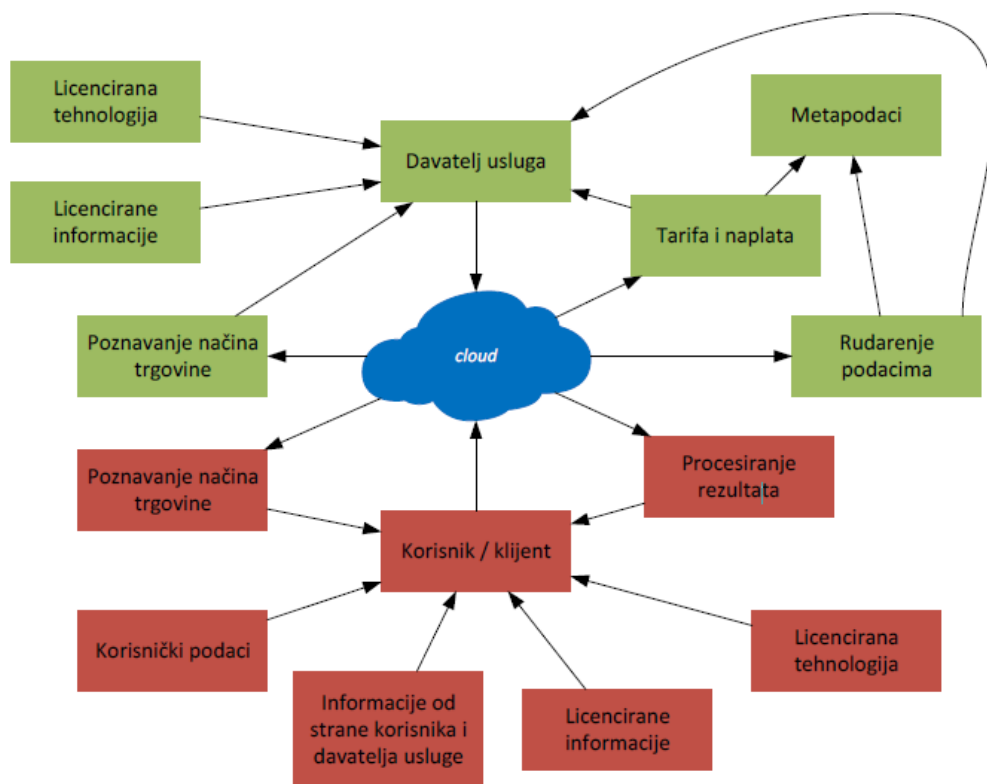 Licencirana
tehnologija
Davatelj usluga
Metapodaci
Licencirane
informacije
Tarifa i naplata
Poznavanje načina
trgovine
cloud
Rudarenje
podacima
Poznavanje načina
trgovine
Procesiranje
rezultata
Korisnik / klijent
Korisnički podaci
Licencirana
tehnologija
Informacije od
strane korisnika i
davatelja usluge
Licencirane
informacije